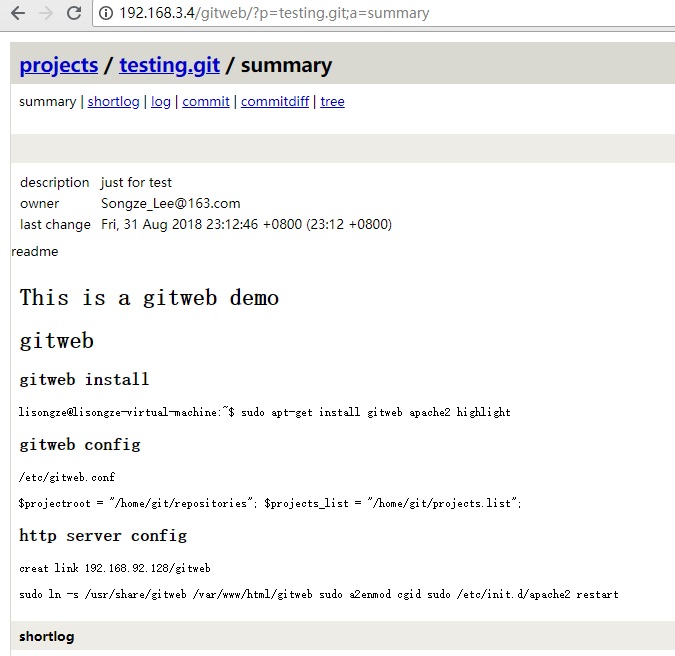 192.168.3.4/gitweb/?p=testing.git;a=summary
projects / testing.git / summary
summary | shortlog | log | commit | commitdiff | tree
description just for test
owner Songze_Lee@163.com
last change Fri, 31 Aug 2018 23:12:46 +0800 (23:12 +0800)
readme
This is a gitweb demo
gitweb
gitweb install
lisongze@lisongze-virtual-machine:~$ sudo apt-get install gitweb apache2 highlight
gitweb config
/etc/gitweb.conf
$projectroot = "/home/git/repositories"; $projects_list = "/home/git/projects.list";
http server config
creat link 192.168.92.128/gitweb
sudo ln -s /usr/share/gitweb /var/www/html/gitweb sudo a2enmod cgid sudo /etc/init.d/apache2 restart
shortlog